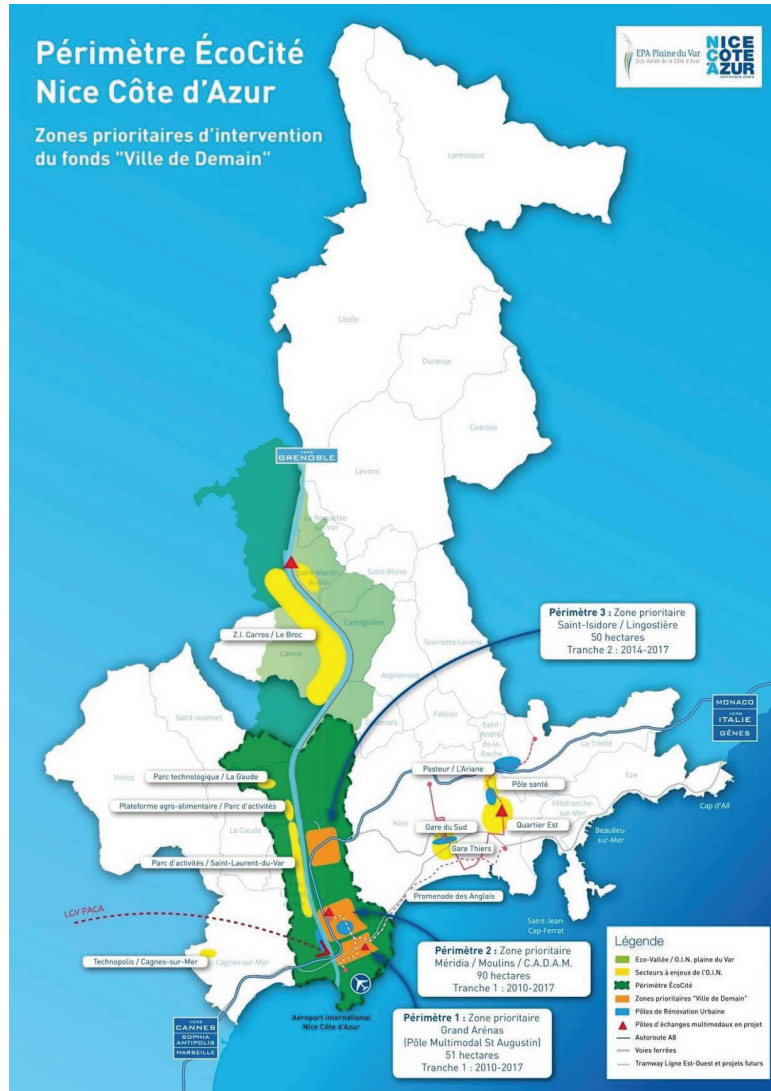 Périmètre ÉcoCité
Nice Côte d'Azur
Zones prioritaires d'intervention
du fonds "Ville de Demain"
EPA Plaine du Var
Eco-Vallée de la Côte d'Azur
NICE
CÔTE
D'AZUR
Lantosque
Utelle
Duranus
Coaraze
VERS
GRENOBLE
Levens
La Roquette-
sur-Var
Saint-Martin
du-Var
Saint-Blaise
Z.I. Carros / Le Broc
Castagniers
Carros
Tourrette-Levens
Aspremont
Périmètre 3 : Zone prioritaire
Saint-Isidore / Lingostière
50 hectares
Tranche 2 : 2014-2017
Saint-Jeannet
Falicon
Saint-
André-
de-la-
Roche
MONACO
VERS
ITALIE
GÊNES
La Trinité
Vence
Parc technologique / La Gaude
Pasteur / L'Ariane
Pôle santé
Eze
Cap d'Ail
Plateforme agro-alimentaire / Parc d'activités
Villefranche-
sur-Mer
La Gaude
Nice
Gare du Sud
Quartier Est
Beaulieu-
sur-Mer
Parc d'activités / Saint-Laurent-du-Var
Gare Thiers
Promenade des Anglais
LGV PACA
Saint-Jean-
Cap-Ferrat
Technopolis / Cagnes-sur-Mer
Cagnes-sur-Mer
Périmètre 2 : Zone prioritaire
Méridia / Moulins / C.A.D.A.M.
90 hectares
Tranche 1 : 2010-2017
Aéroport international
Nice Côte d'Azur
Périmètre 1 : Zone prioritaire
Grand Arénas
(Pôle Multimodal St Augustin)
51 hectares
Tranche 1 : 2010-2017
VERS
CANNES
SOPHIA
ANTIPOLIS
MARSEILLE
Légende
Eco-Vallée / O.I.N. plaine du Var
Secteurs à enjeux de l'O.I.N.
Périmètre ÉcoCité
Zones prioritaires "Ville de Demain"
Pôles de Rénovation Urbaine
Pôles d'échanges multimodaux en projet
Autoroute A8
Voies ferrées
Tramway Ligne Est-Ouest et projets futurs